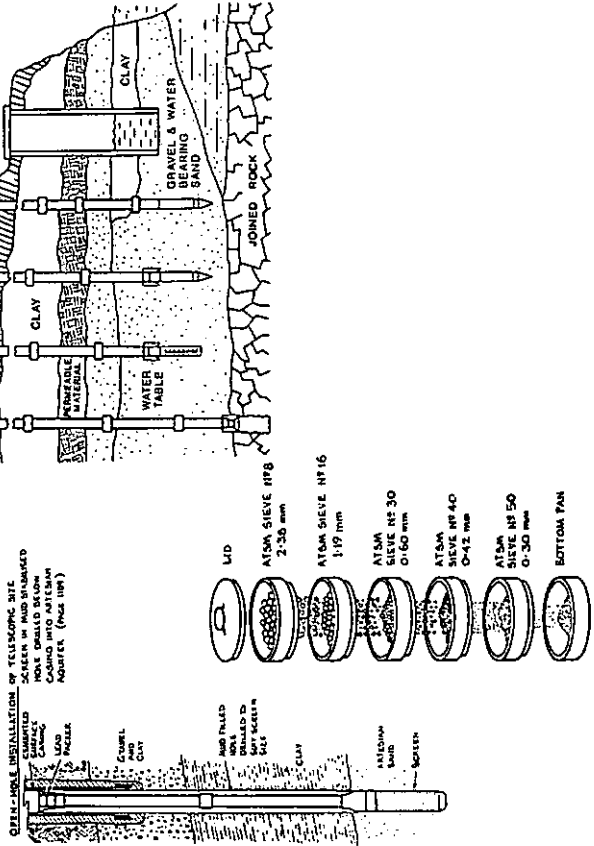 CLAY
CLAY
PERMEABLE
MATERIAL
WATER
TABLE
GRAVEL & WATER
BEARING
SAND
JOINED ROCK
OPEN-HOLE INSTALLATION OF TELESCOPIC SITE
SCREEN IN MUD STABILISED
HOLE DRILLED BELOW
CASING INTO ARTESIAN
AQUIFER (PAGE 1191)
CEMENTED
SURFACE
CASING
LEAD
PACKER
GRAVEL
AND
CLAY
MUD FILLED
HOLE
DRILLED TO
SUIT SCREEN
SIZE
CLAY
ARTESIAN
SAND
SCREEN
LID
ATSM SIEVE Nº8
2·38 mm
ATSM SIEVE Nº16
1·19 mm
ATSM
SIEVE Nº 30
0·60 mm
ATSM
SIEVE Nº 40
0·42 mm
ATSM
SIEVE Nº 50
0·30 mm
BOTTOM PAN